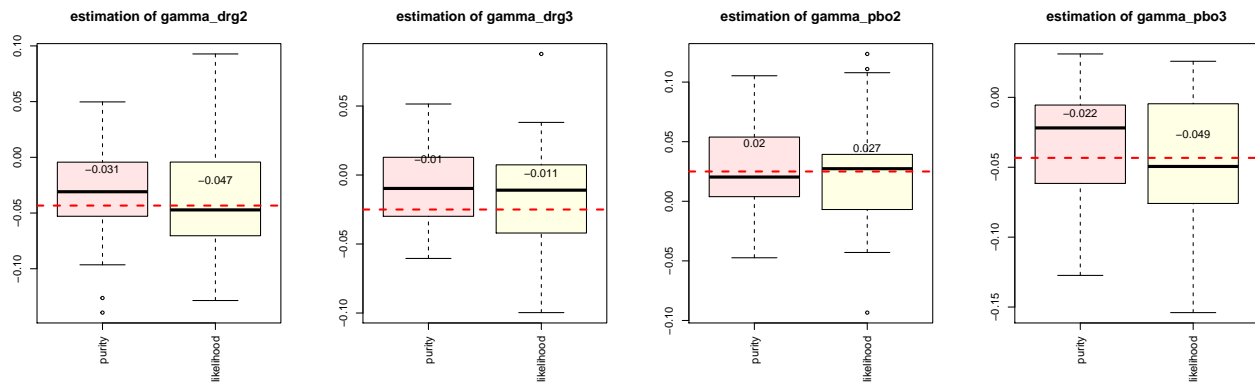 estimation of gamma_drg2
0.10
0.05
0.00
−0.05
−0.10
−0.031
−0.047
purity
likelihood
estimation of gamma_drg3
0.05
0.00
−0.05
−0.10
−0.01
−0.011
purity
likelihood
estimation of gamma_pbo2
0.10
0.05
0.00
−0.05
−0.10
0.02
0.027
purity
likelihood
estimation of gamma_pbo3
0.00
−0.05
−0.10
−0.15
−0.022
−0.049
purity
likelihood